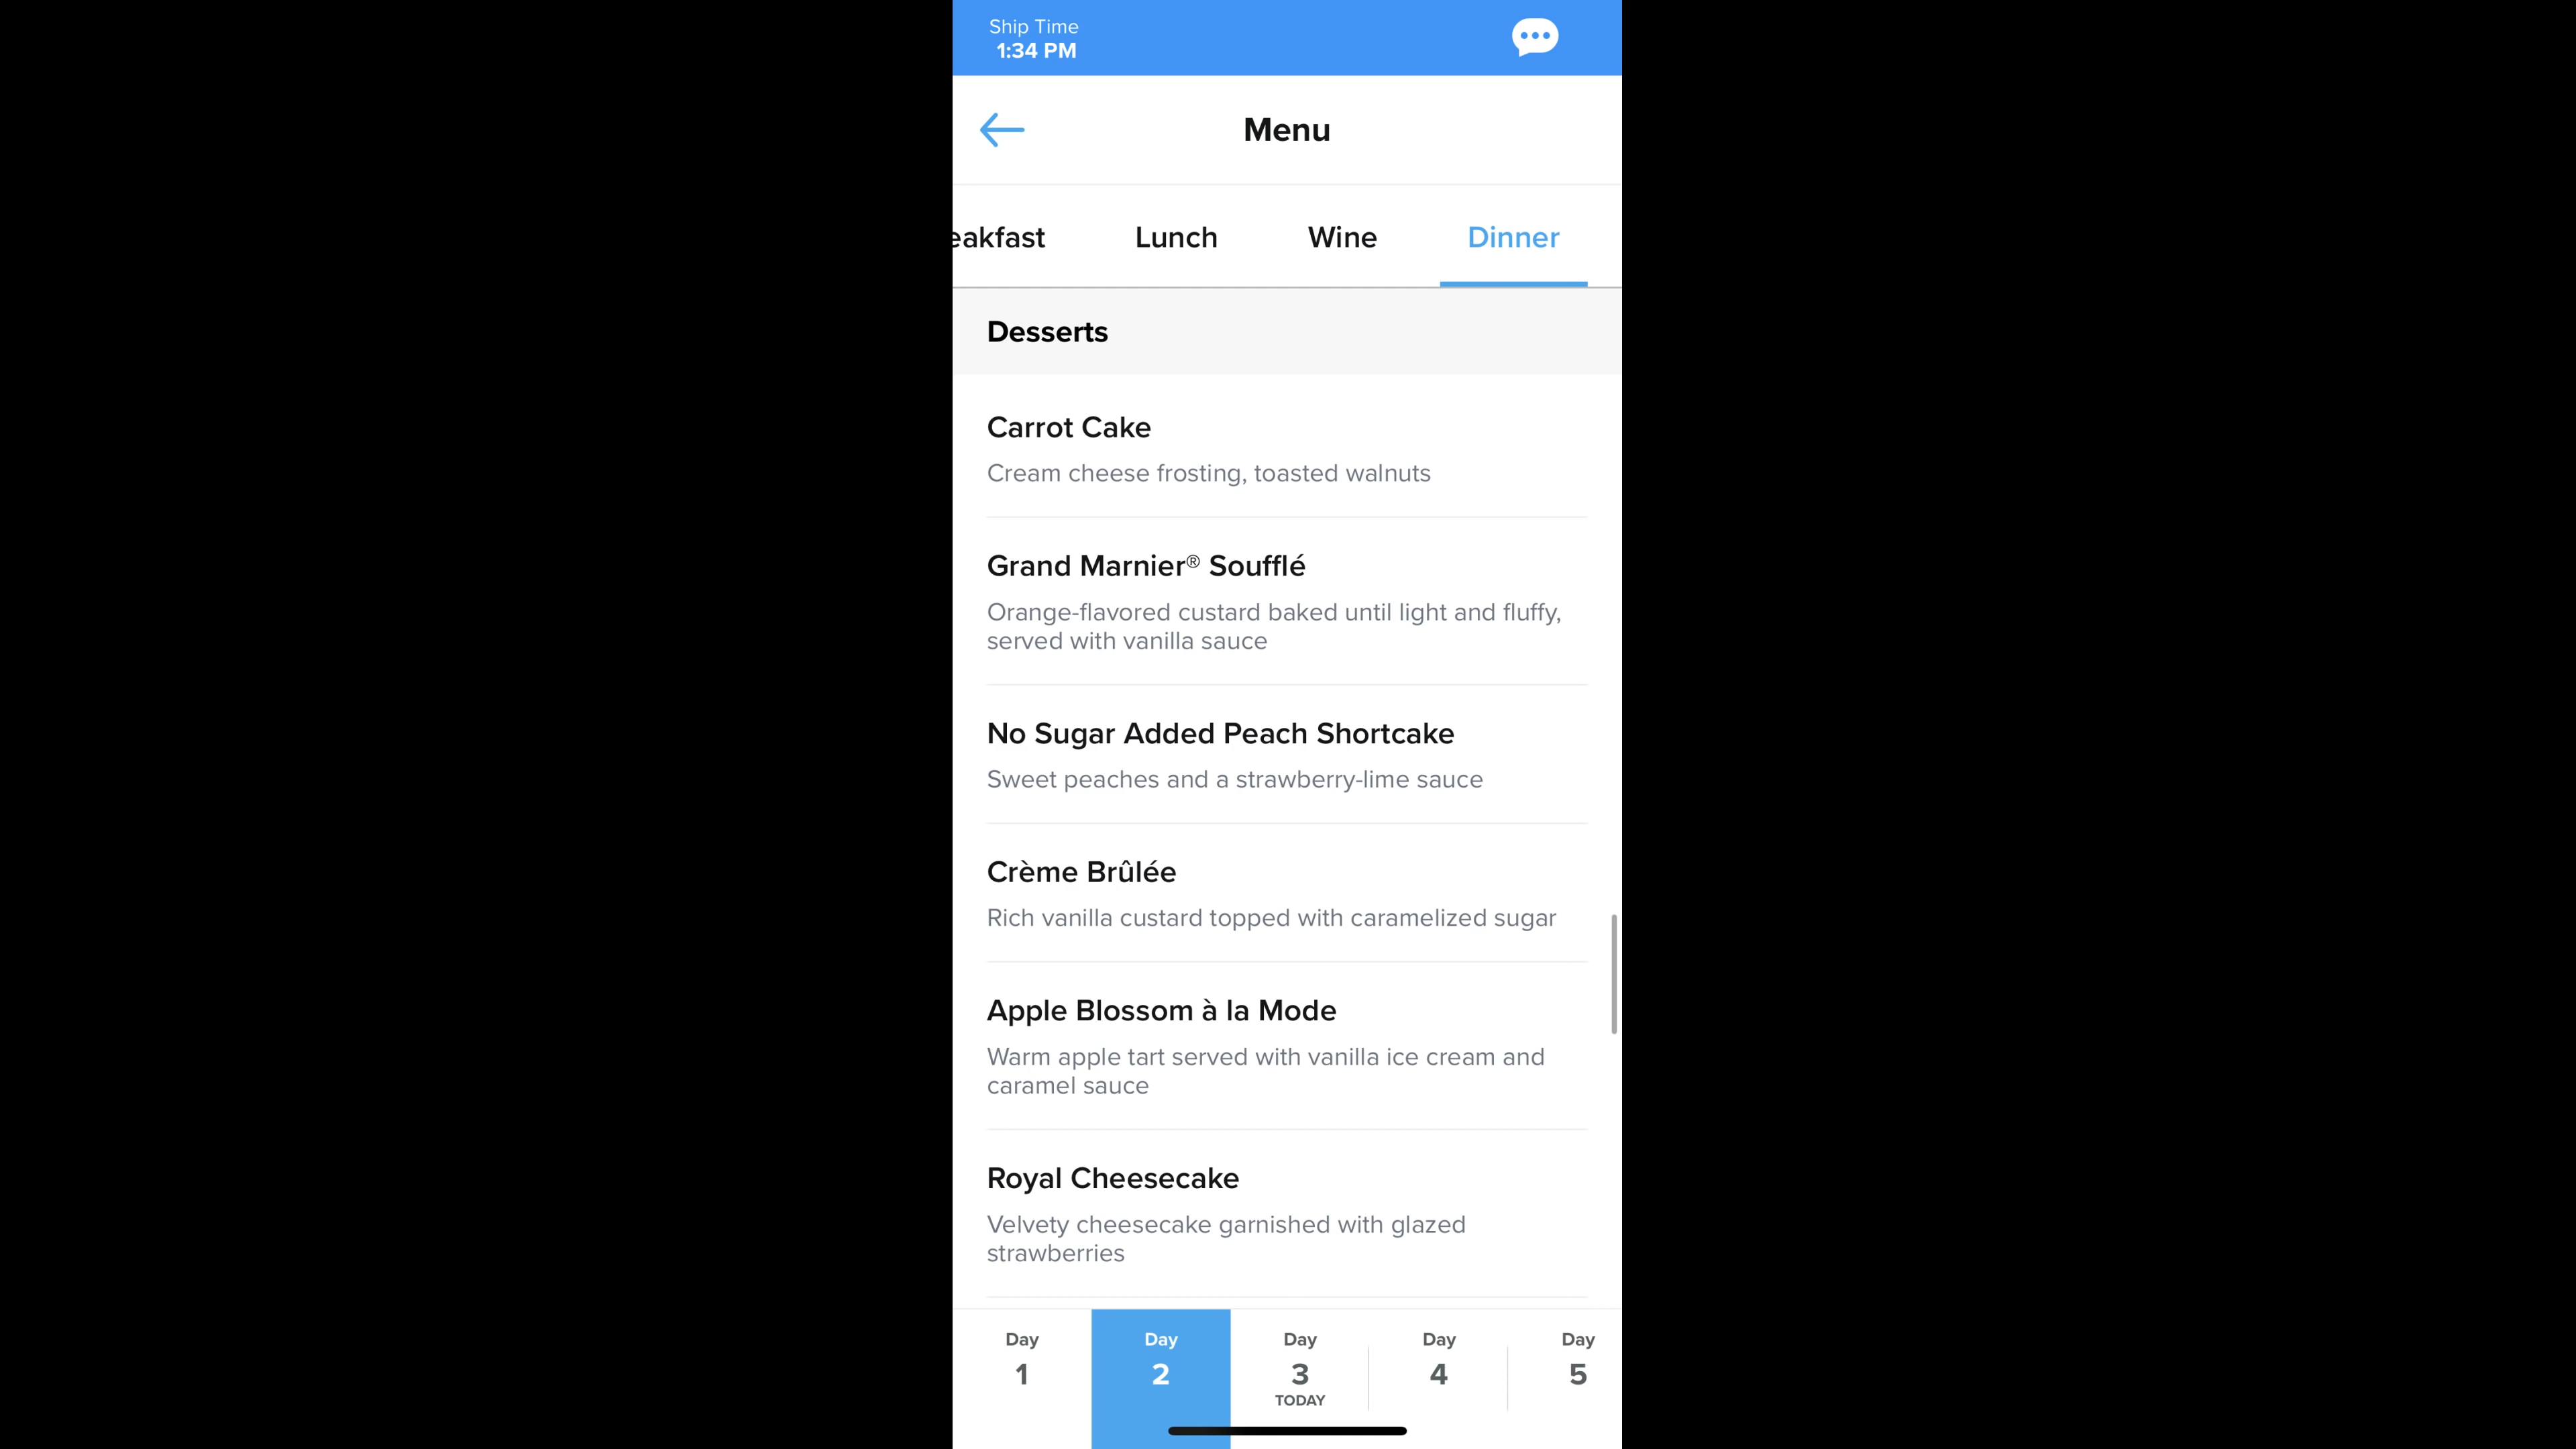 Ship Time
1:34 PM
Menu
eakfast Lunch Wine Dinner
Desserts
Carrot Cake
Cream cheese frosting, toasted walnuts
Grand Marnier® Soufflé
Orange-flavored custard baked until light and fluffy,
served with vanilla sauce
No Sugar Added Peach Shortcake
Sweet peaches and a strawberry-lime sauce
Crème Brûlée
Rich vanilla custard topped with caramelized sugar
Apple Blossom à la Mode
Warm apple tart served with vanilla ice cream and
caramel sauce
Royal Cheesecake
Velvety cheesecake garnished with glazed
strawberries
Day Day Day Day Day
1 2 3 4 5
TODAY